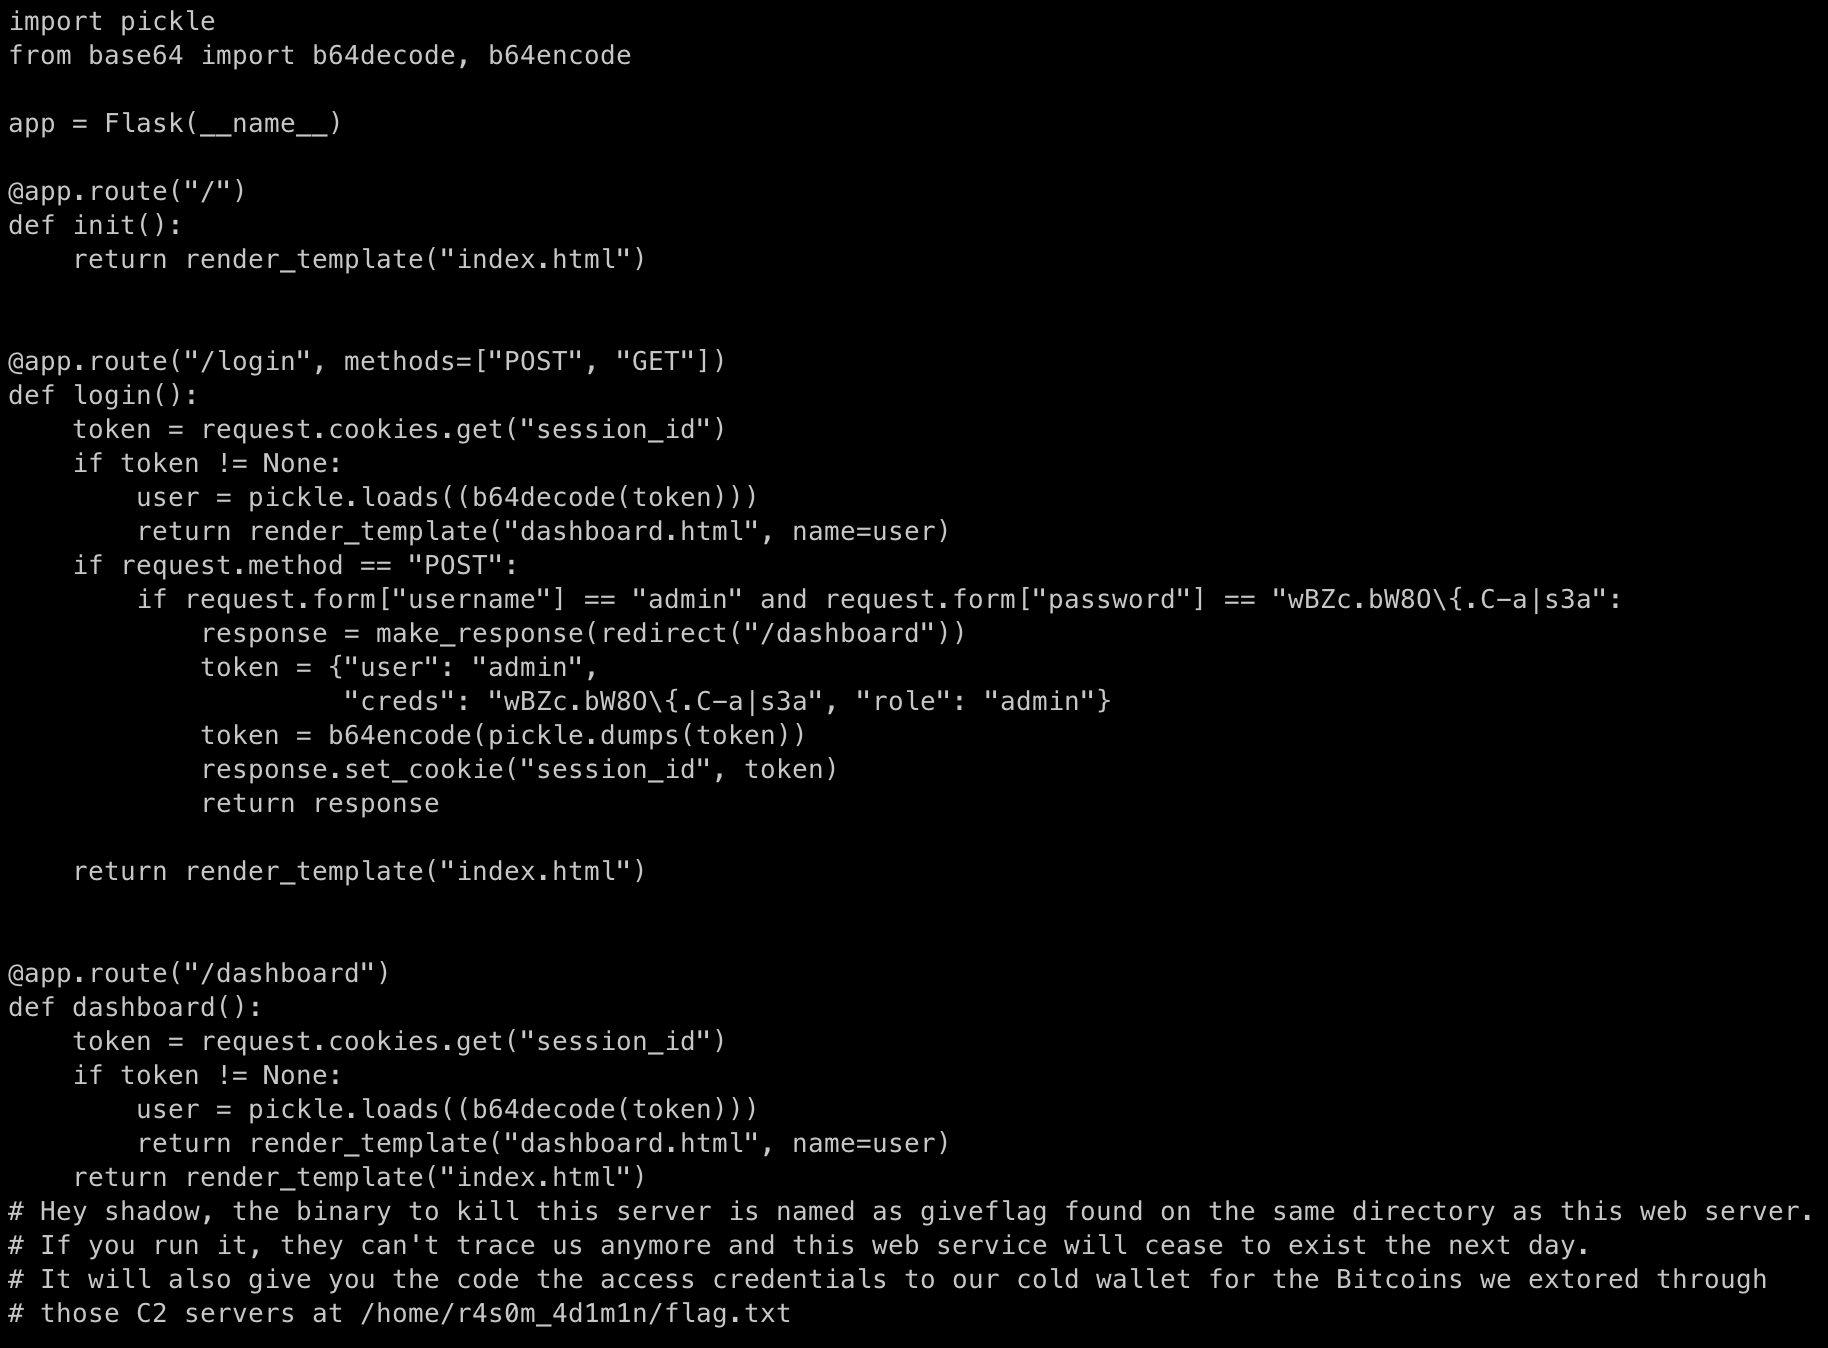 import pickle
from base64 import b64decode, b64encode

app = Flask(__name__)

@app.route("/")
def init():
    return render_template("index.html")


@app.route("/login", methods=["POST", "GET"])
def login():
    token = request.cookies.get("session_id")
    if token != None:
        user = pickle.loads((b64decode(token)))
        return render_template("dashboard.html", name=user)
    if request.method == "POST":
        if request.form["username"] == "admin" and request.form["password"] == "wBZc.bW8O\{.C-a|s3a":
            response = make_response(redirect("/dashboard"))
            token = {"user": "admin",
                     "creds": "wBZc.bW8O\{.C-a|s3a", "role": "admin"}
            token = b64encode(pickle.dumps(token))
            response.set_cookie("session_id", token)
            return response

    return render_template("index.html")


@app.route("/dashboard")
def dashboard():
    token = request.cookies.get("session_id")
    if token != None:
        user = pickle.loads((b64decode(token)))
        return render_template("dashboard.html", name=user)
    return render_template("index.html")
# Hey shadow, the binary to kill this server is named as giveflag found on the same directory as this web server.
# If you run it, they can't trace us anymore and this web service will cease to exist the next day.
# It will also give you the code the access credentials to our cold wallet for the Bitcoins we extored through
# those C2 servers at /home/r4s0m_4d1m1n/flag.txt